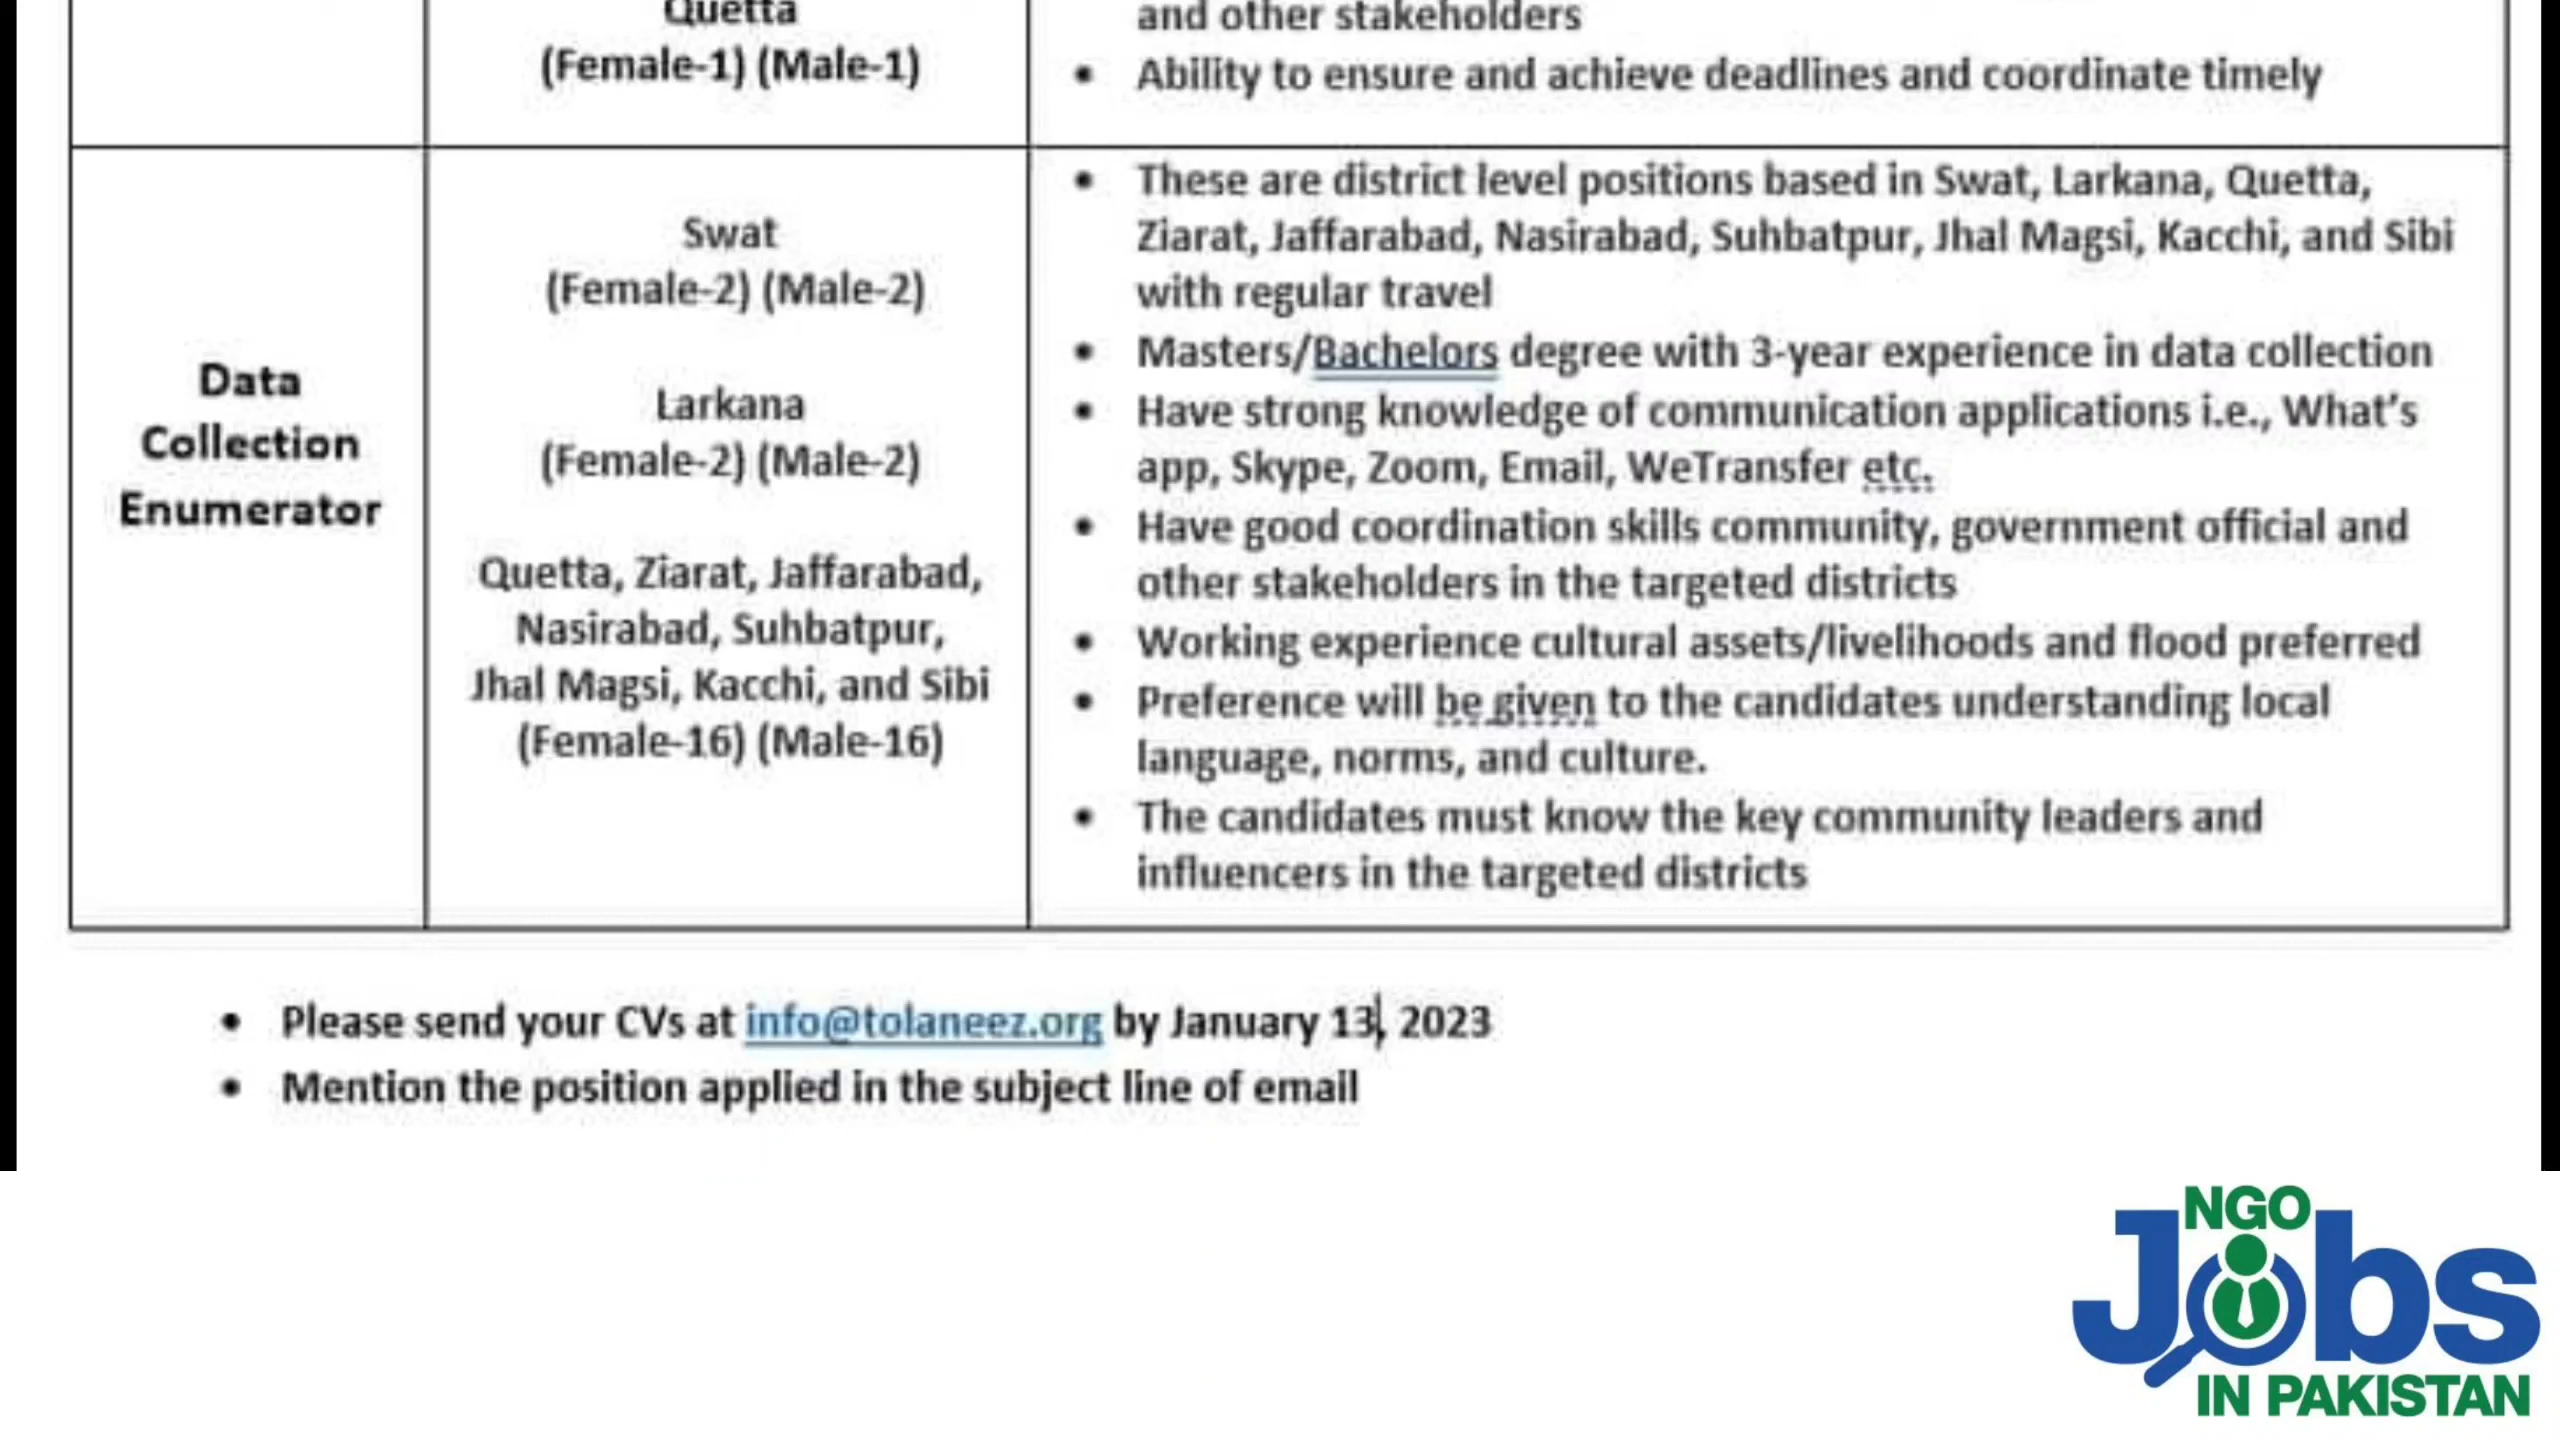 Quetta
(Female-1) (Male-1)
and other stakeholders
• Ability to ensure and achieve deadlines and coordinate timely
Data
Collection
Enumerator
Swat
(Female-2) (Male-2)
Larkana
(Female-2) (Male-2)
Quetta, Ziarat, Jaffarabad,
Nasirabad, Suhbatpur,
Jhal Magsi, Kacchi, and Sibi
(Female-16) (Male-16)
• These are district level positions based in Swat, Larkana, Quetta,
Ziarat, Jaffarabad, Nasirabad, Suhbatpur, Jhal Magsi, Kacchi, and Sibi
with regular travel
• Masters/Bachelors degree with 3-year experience in data collection
• Have strong knowledge of communication applications i.e., What's
app, Skype, Zoom, Email, WeTransfer etc.
• Have good coordination skills community, government official and
other stakeholders in the targeted districts
• Working experience cultural assets/livelihoods and flood preferred
• Preference will be given to the candidates understanding local
language, norms, and culture.
• The candidates must know the key community leaders and
influencers in the targeted districts
• Please send your CVs at info@tolaneez.org by January 13, 2023
• Mention the position applied in the subject line of email
NGO
Jobs
IN PAKISTAN